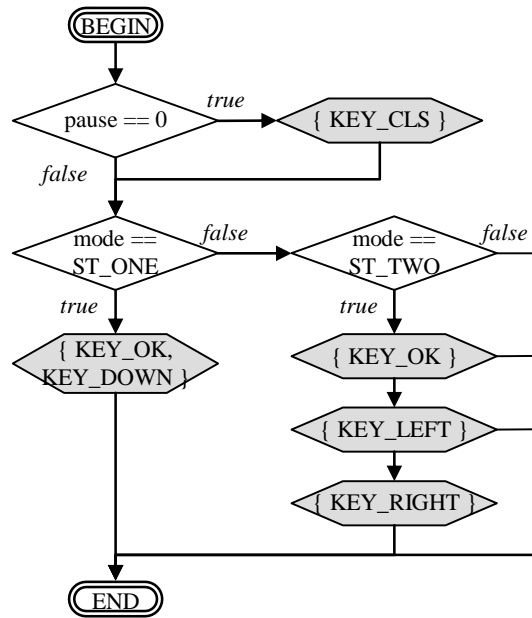 BEGIN
true
pause == 0
{ KEY_CLS }
false
mode ==
ST_ONE
false
mode ==
ST_TWO
false
true
true
{ KEY_OK,
KEY_DOWN }
{ KEY_OK }
{ KEY_LEFT }
{ KEY_RIGHT }
END